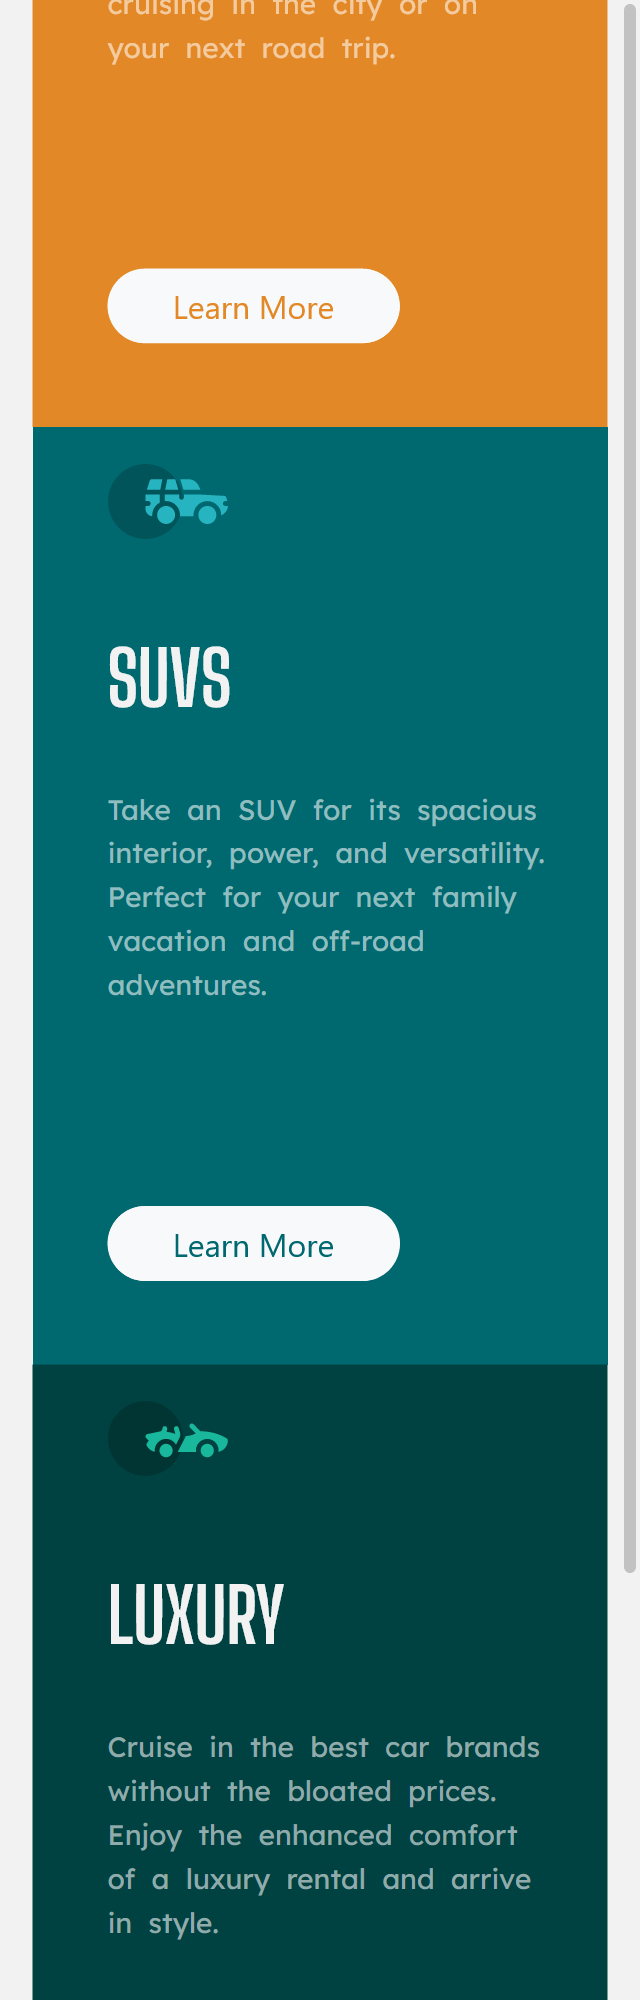 cruising in the city or on
your next road trip.
Learn More
SUVS
Take an SUV for its spacious
interior, power, and versatility.
Perfect for your next family
vacation and off-road
adventures.
Learn More
LUXURY
Cruise in the best car brands
without the bloated prices.
Enjoy the enhanced comfort
of a luxury rental and arrive
in style.